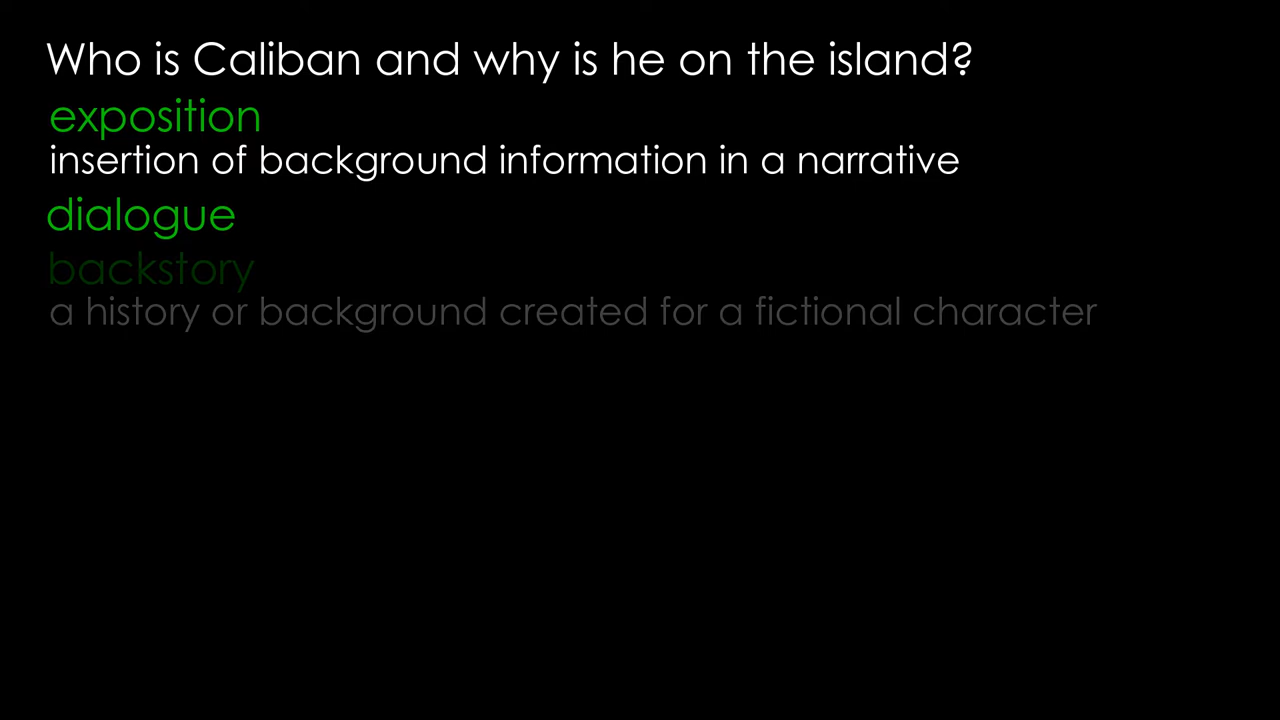 Who is Caliban and why is he on the island?
exposition
insertion of background information in a narrative
dialogue
backstory
a history or background created for a fictional character